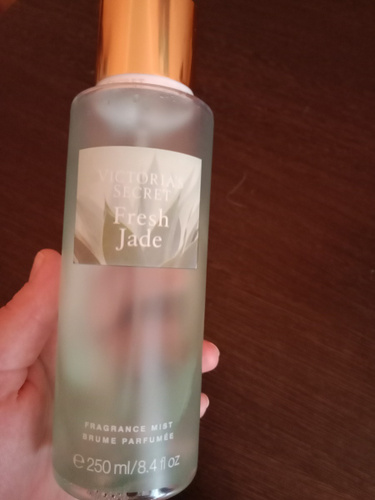 VICTORIA'S
SECRET
Fresh
Jade
FRAGRANCE MIST
BRUME PARFUMÉE
℮ 250 ml/8.4 fl oz